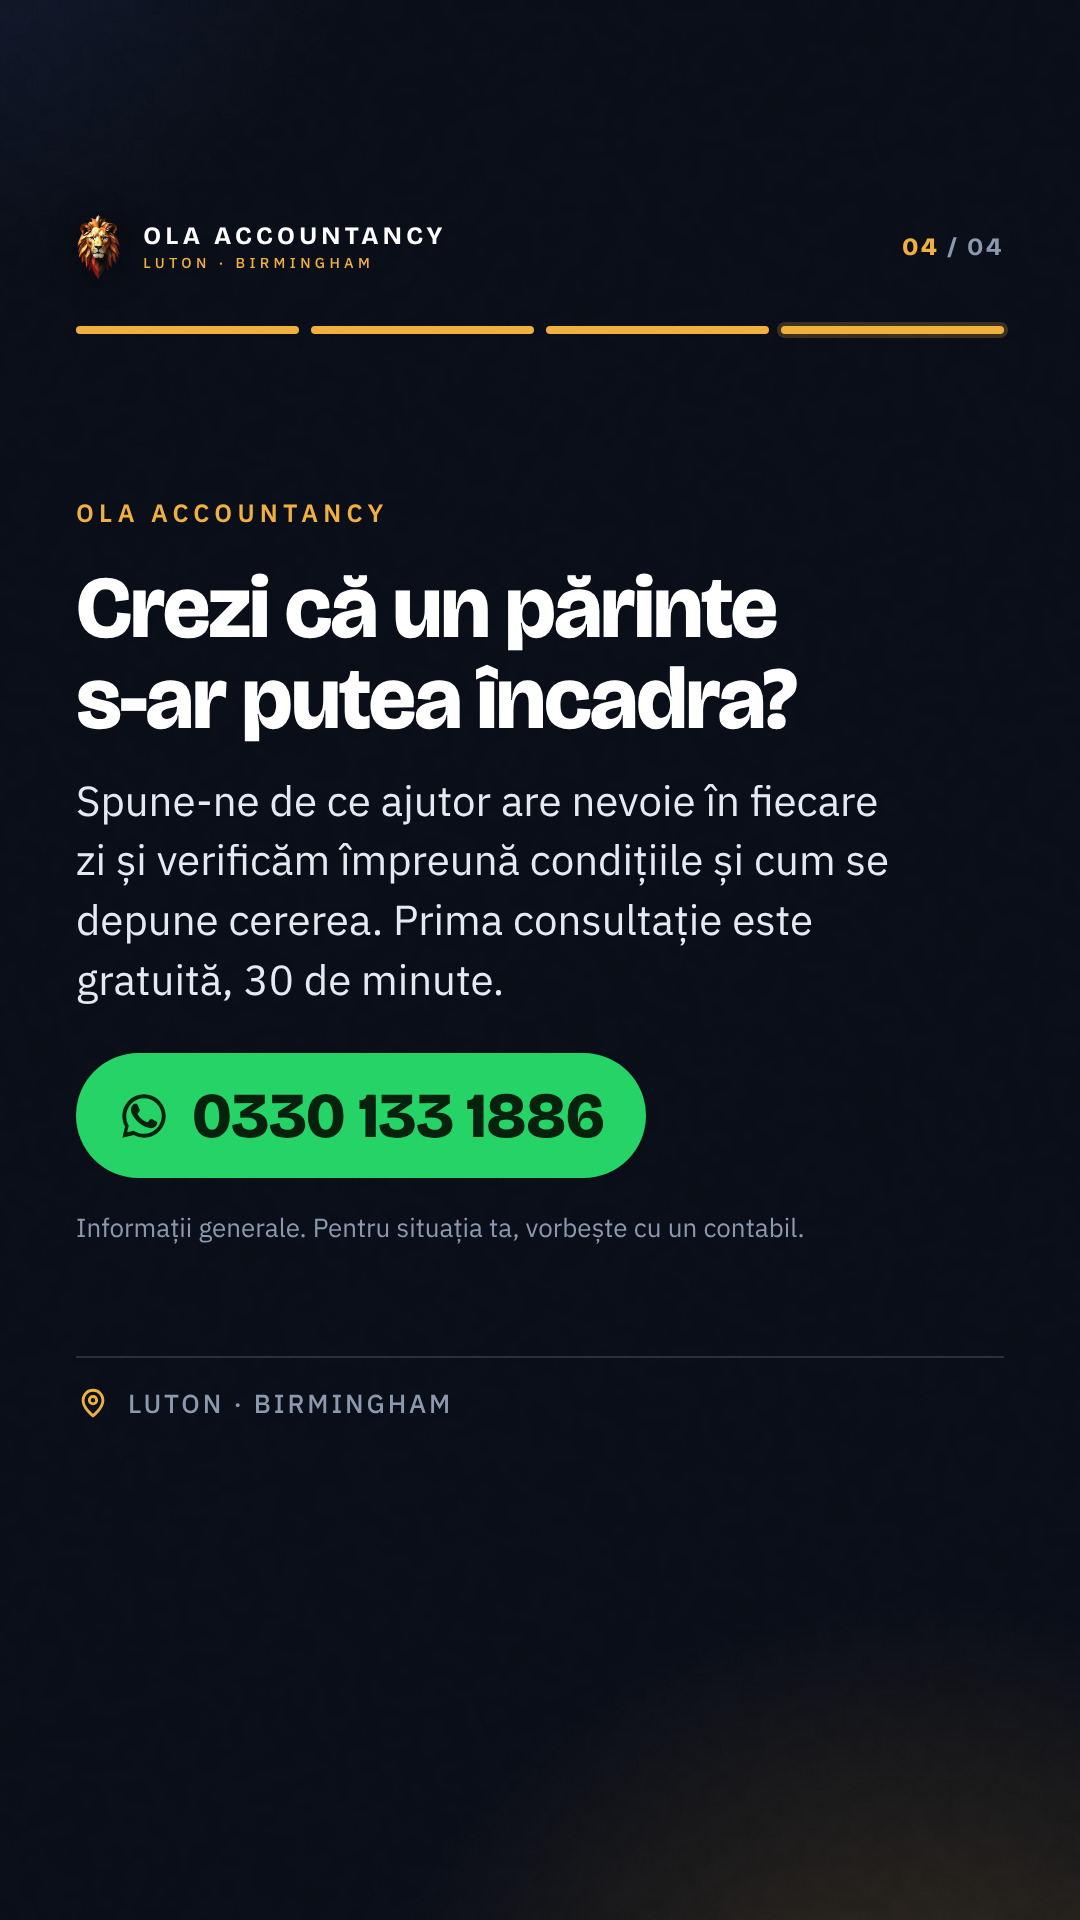 OLA ACCOUNTANCY
LUTON · BIRMINGHAM
04 / 04
OLA ACCOUNTANCY
Crezi că un părinte
s-ar putea încadra?
Spune-ne de ce ajutor are nevoie în fiecare
zi și verificăm împreună condițiile și cum se
depune cererea. Prima consultație este
gratuită, 30 de minute.
0330 133 1886
Informații generale. Pentru situația ta, vorbește cu un contabil.
LUTON · BIRMINGHAM